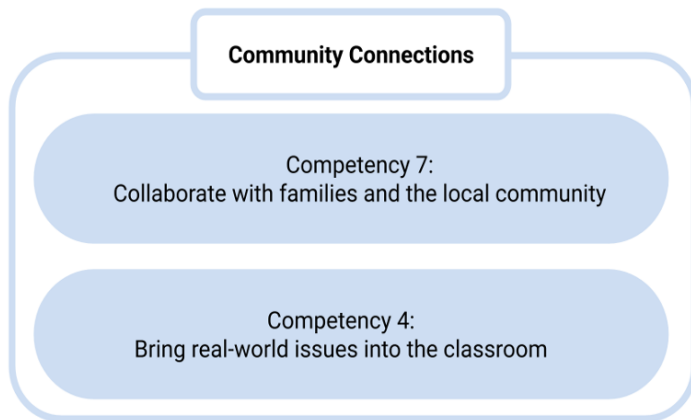 Community Connections
Competency 7:
Collaborate with families and the local community
Competency 4:
Bring real-world issues into the classroom